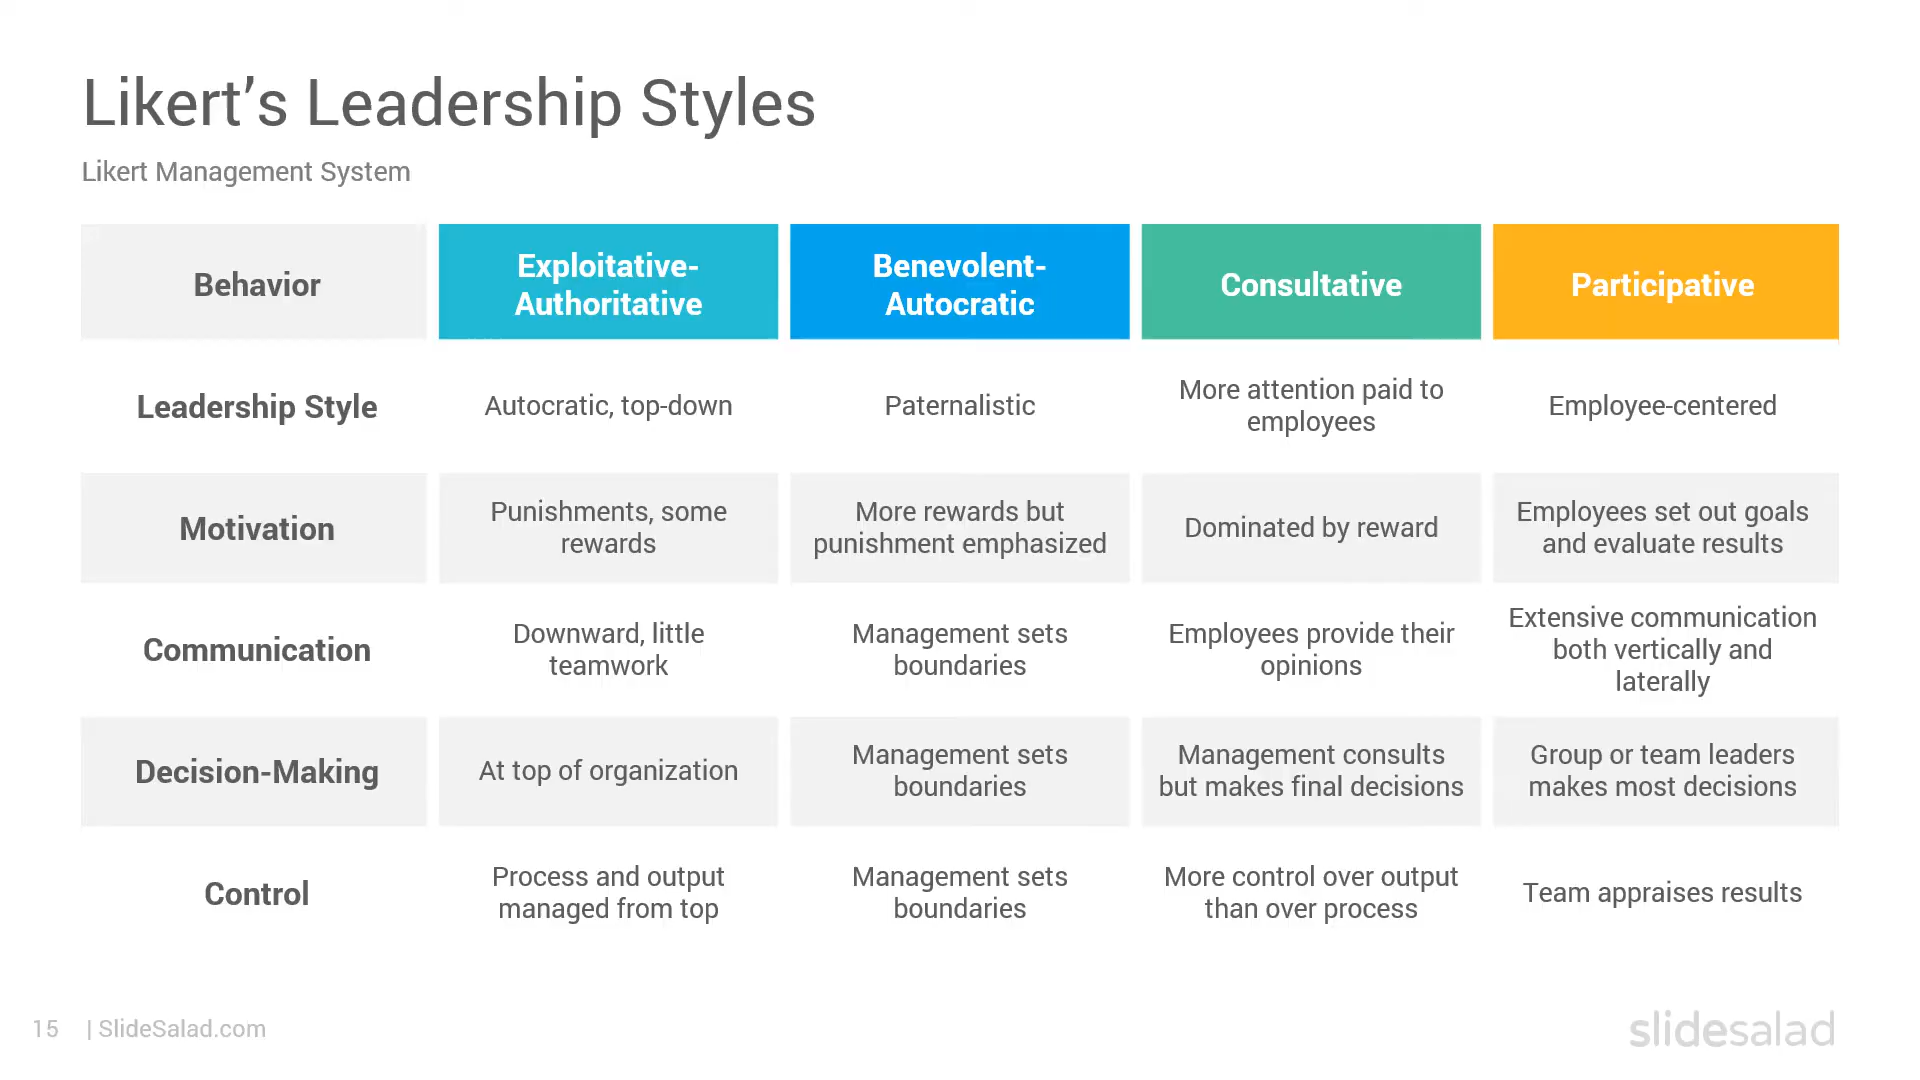 Likert’s Leadership Styles
Likert Management System
Behavior
Exploitative-
Authoritative
Benevolent-
Autocratic
Consultative
Participative
Leadership Style
Autocratic, top-down
Paternalistic
More attention paid to
employees
Employee-centered
Motivation
Punishments, some
rewards
More rewards but
punishment emphasized
Dominated by reward
Employees set out goals
and evaluate results
Communication
Downward, little
teamwork
Management sets
boundaries
Employees provide their
opinions
Extensive communication
both vertically and
laterally
Decision-Making
At top of organization
Management sets
boundaries
Management consults
but makes final decisions
Group or team leaders
makes most decisions
Control
Process and output
managed from top
Management sets
boundaries
More control over output
than over process
Team appraises results
15 | SlideSalad.com
slidesalad